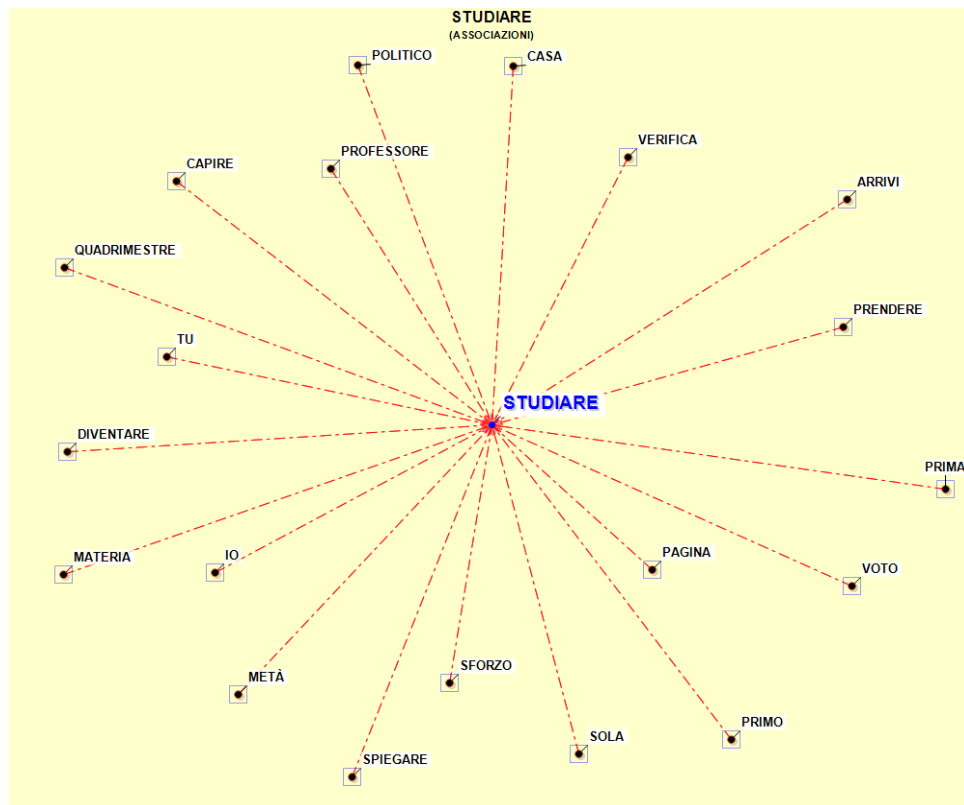 STUDIARE
(ASSOCIAZIONI)
POLITICO
CASA
PROFESSORE
VERIFICA
CAPIRE
ARRIVI
QUADRIMESTRE
PRENDERE
TU
STUDIARE
DIVENTARE
PRIMA
MATERIA
IO
PAGINA
VOTO
METÀ
SFORZO
PRIMO
SOLA
SPIEGARE